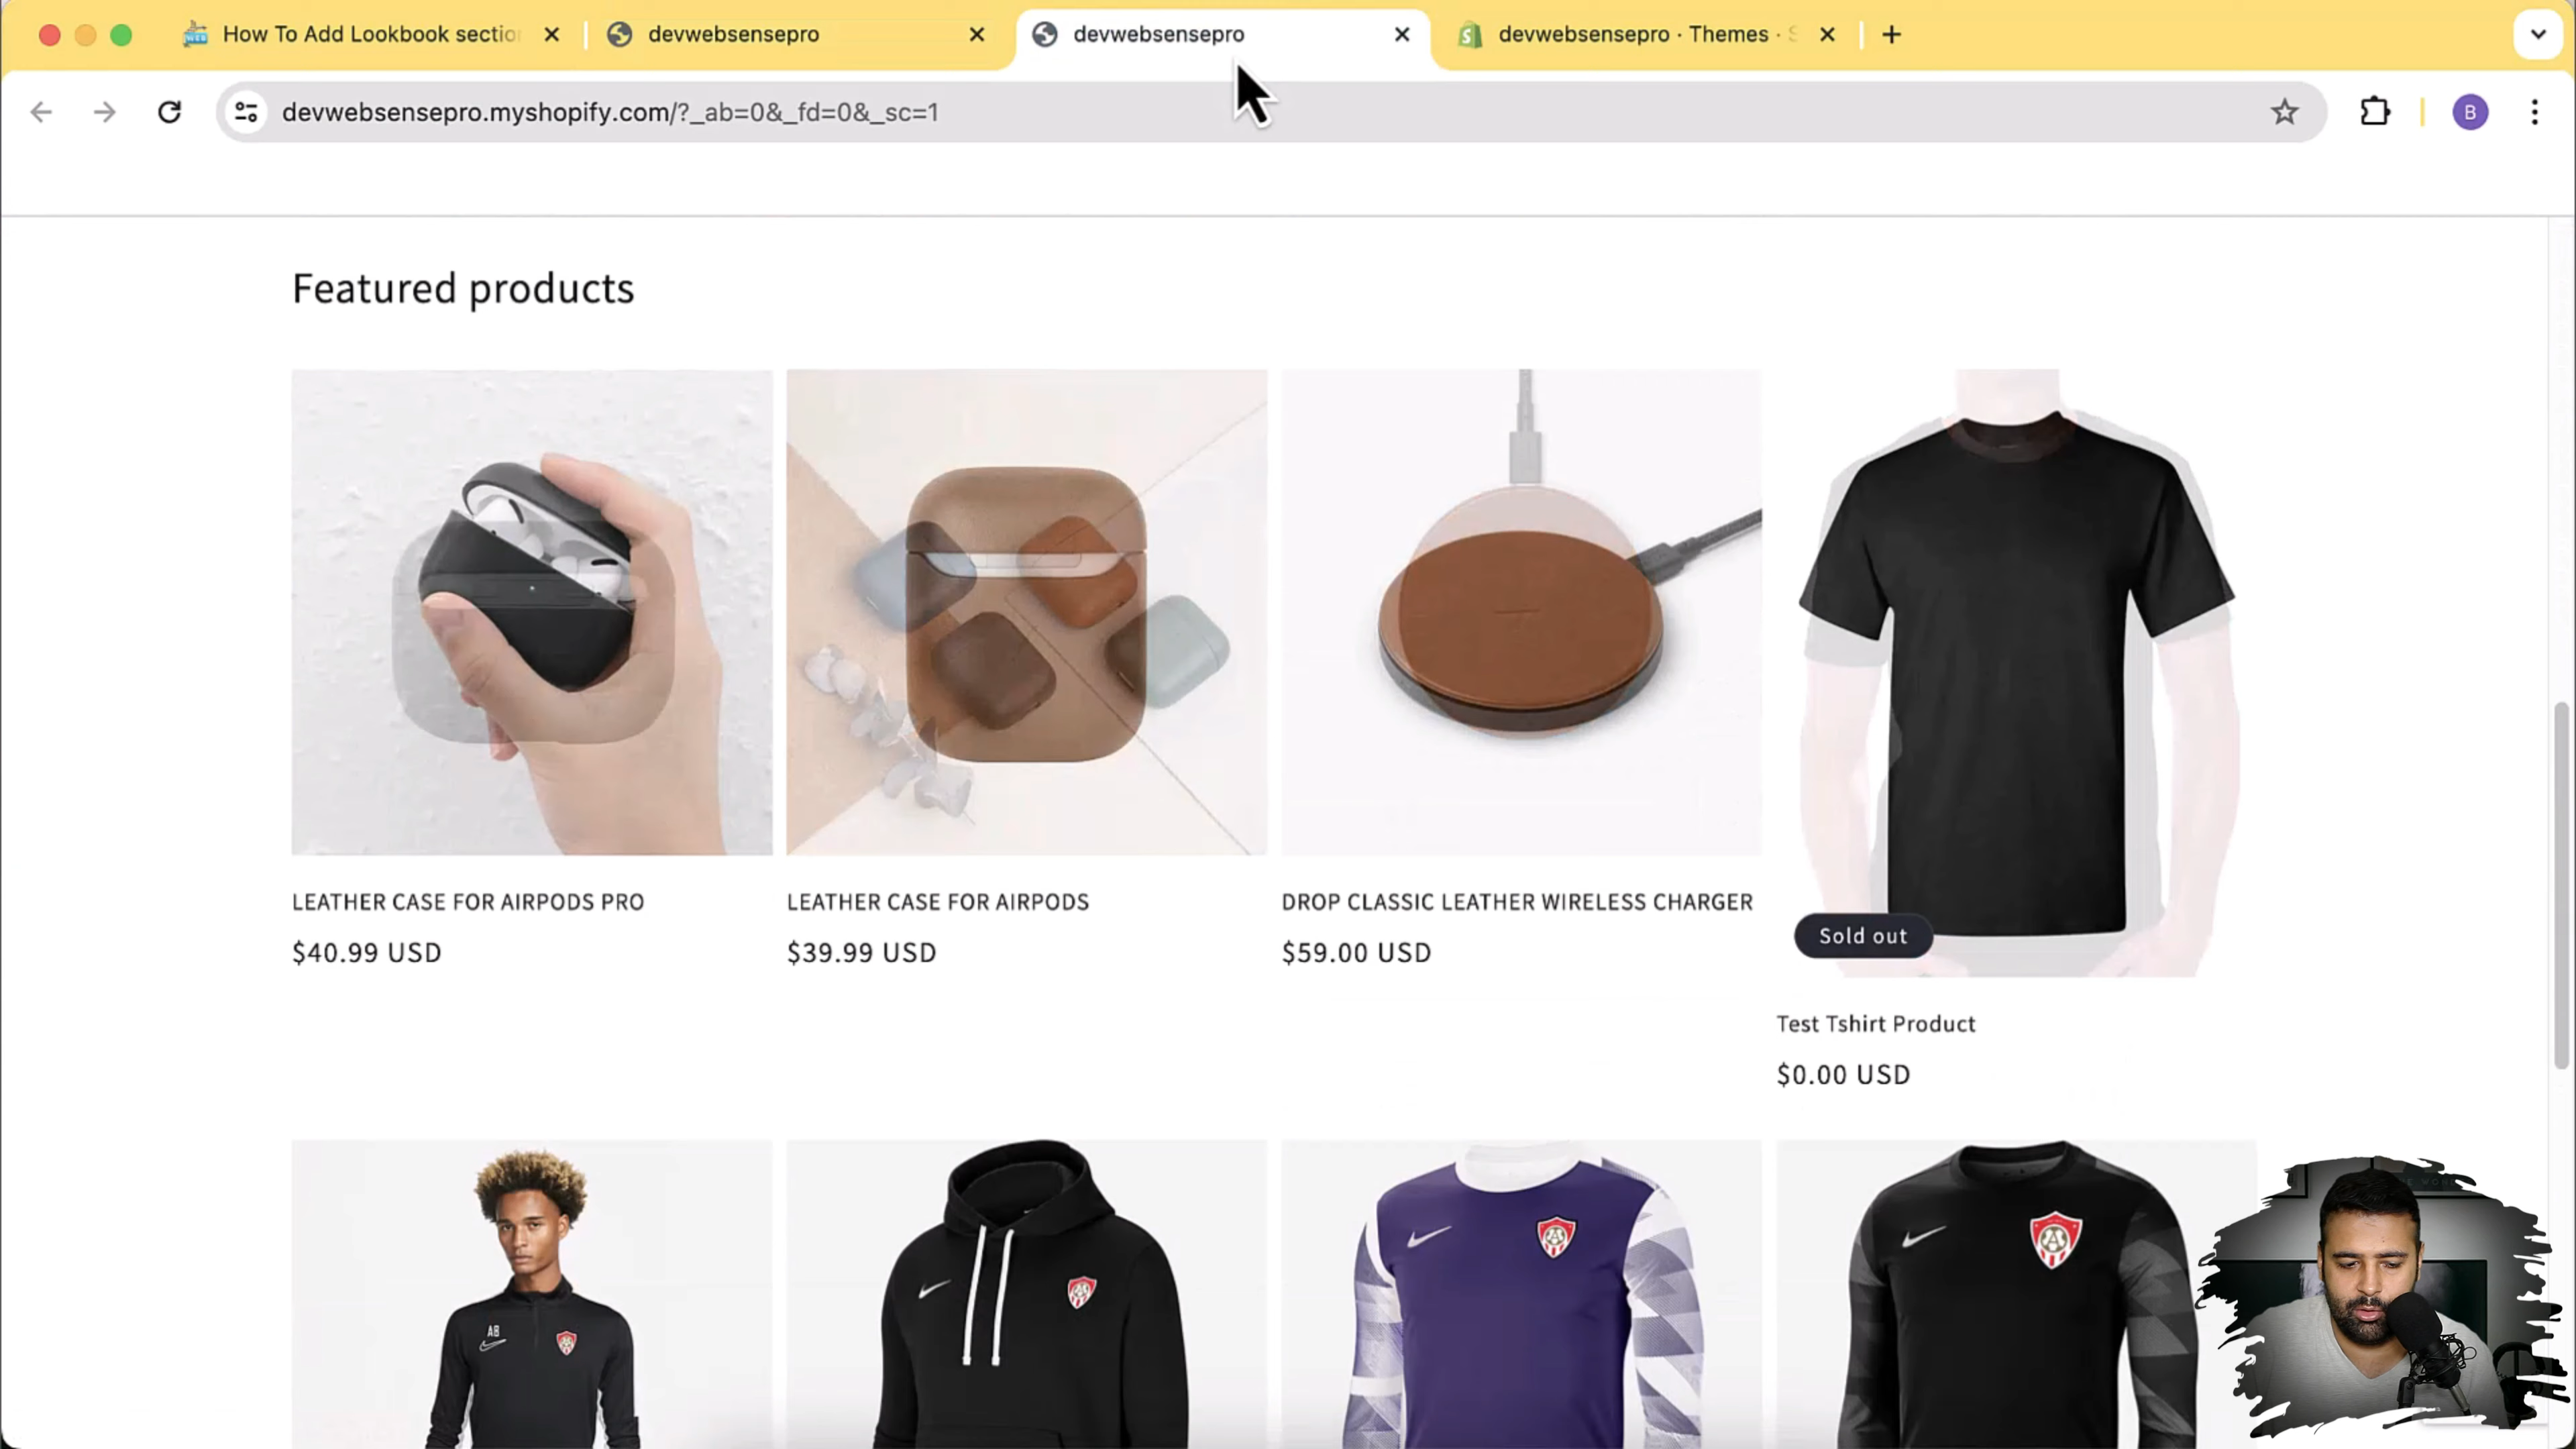 How To Add Lookbook sectio
devwebsensepro
devwebsensepro
devwebsensepro · Themes · S
devwebsensepro.myshopify.com/?_ab=0&_fd=0&_sc=1
B
Featured products
LEATHER CASE FOR AIRPODS PRO
$40.99 USD
LEATHER CASE FOR AIRPODS
$39.99 USD
DROP CLASSIC LEATHER WIRELESS CHARGER
$59.00 USD
Sold out
Test Tshirt Product
$0.00 USD
AB